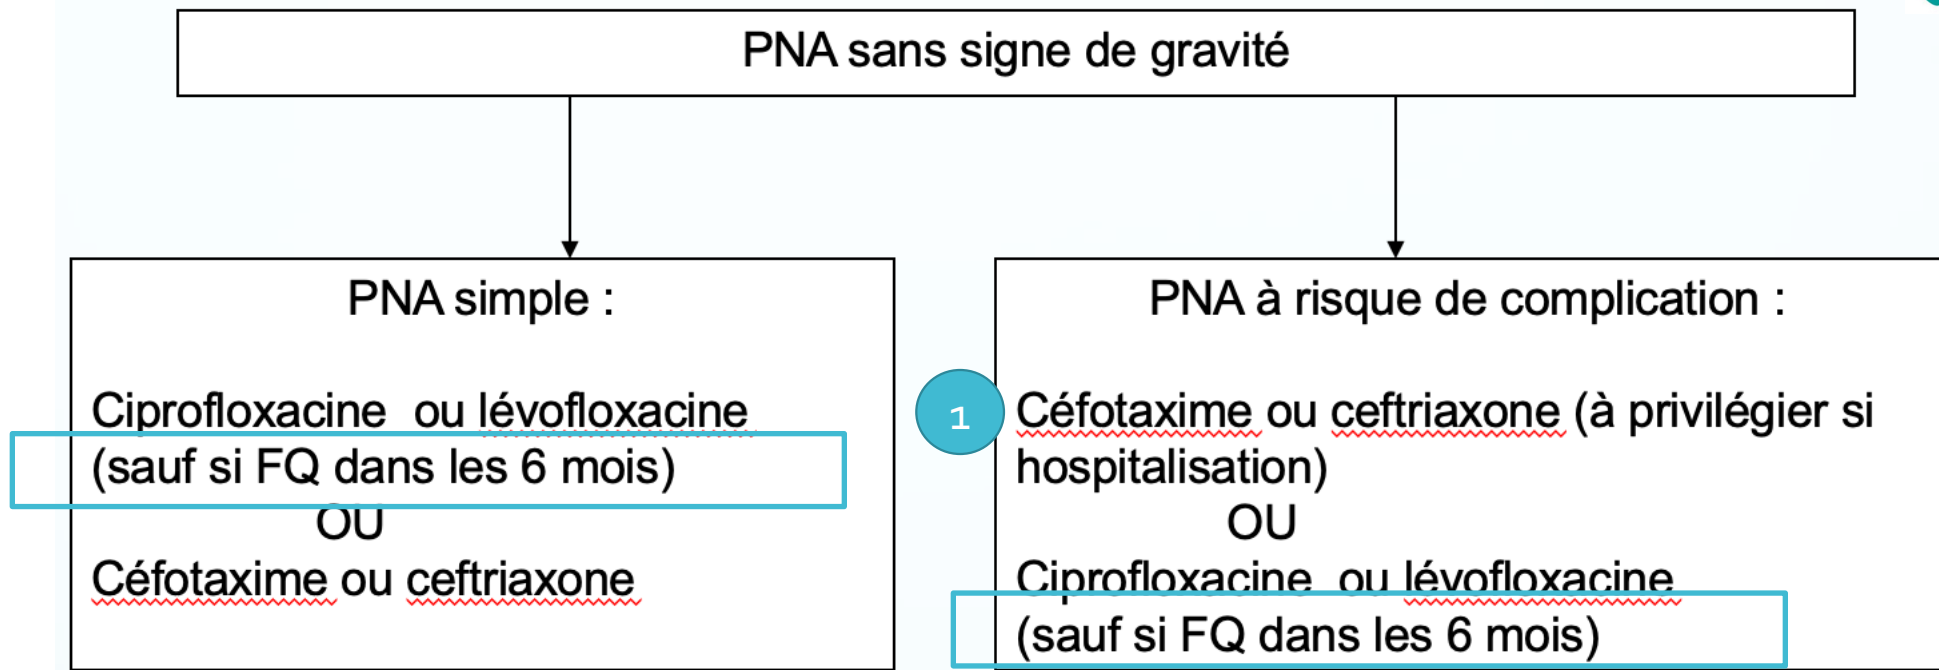 PNA sans signe de gravité
PNA simple :
Ciprofloxacine ou lévofloxacine
(sauf si FQ dans les 6 mois)
OU
Céfotaxime ou ceftriaxone
PNA à risque de complication :
1
Céfotaxime ou ceftriaxone (à privilégier si
hospitalisation)
OU
Ciprofloxacine ou lévofloxacine
(sauf si FQ dans les 6 mois)